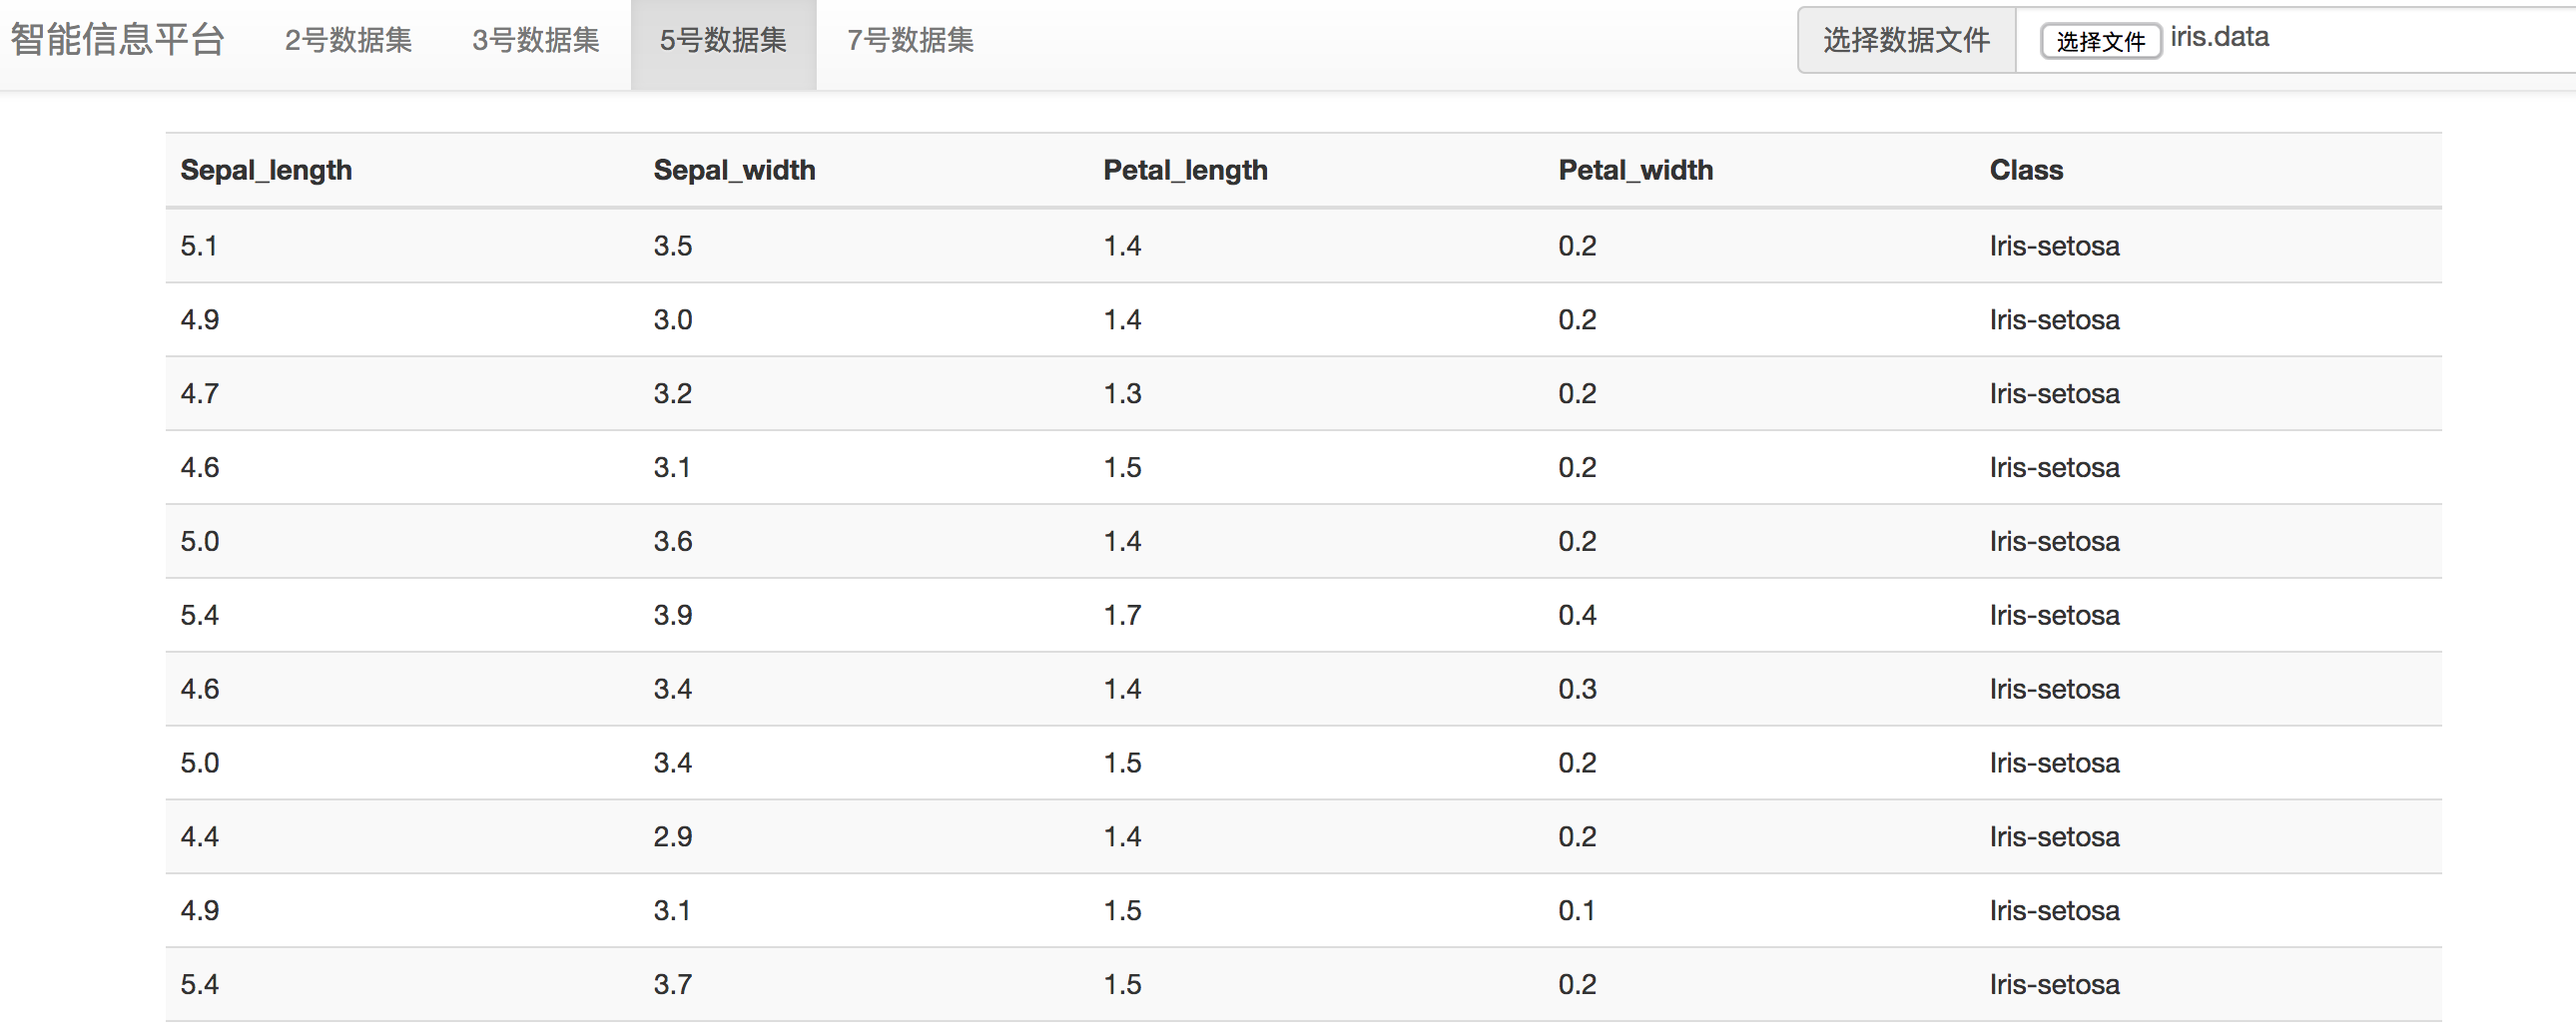 智能信息平台 2号数据集 3号数据集 5号数据集 7号数据集 选择数据文件 选择文件 iris.data
Sepal_length Sepal_width Petal_length Petal_width Class
5.1 3.5 1.4 0.2 Iris-setosa
4.9 3.0 1.4 0.2 Iris-setosa
4.7 3.2 1.3 0.2 Iris-setosa
4.6 3.1 1.5 0.2 Iris-setosa
5.0 3.6 1.4 0.2 Iris-setosa
5.4 3.9 1.7 0.4 Iris-setosa
4.6 3.4 1.4 0.3 Iris-setosa
5.0 3.4 1.5 0.2 Iris-setosa
4.4 2.9 1.4 0.2 Iris-setosa
4.9 3.1 1.5 0.1 Iris-setosa
5.4 3.7 1.5 0.2 Iris-setosa